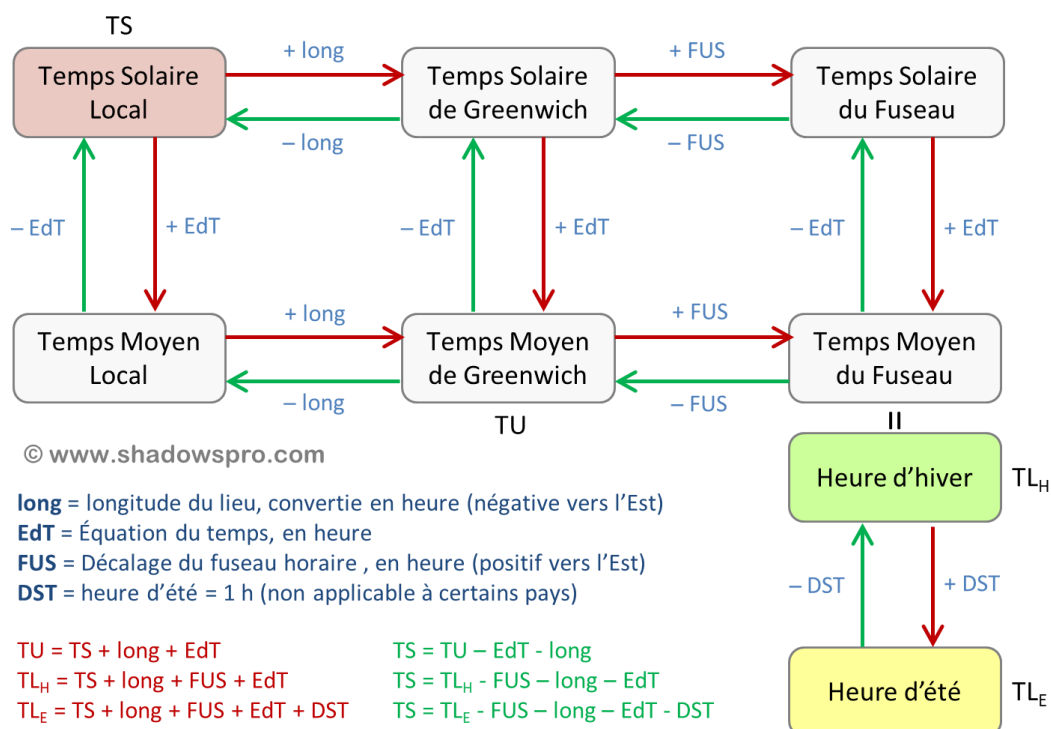 TS
+ long
+ FUS
Temps Solaire
Local
Temps Solaire
de Greenwich
Temps Solaire
du Fuseau
– long
– FUS
– EdT
+ EdT
– EdT
+ EdT
– EdT
+ EdT
+ long
+ FUS
Temps Moyen
Local
Temps Moyen
de Greenwich
Temps Moyen
du Fuseau
– long
– FUS
TU
=
© www.shadowspro.com
Heure d’hiver
TLH
long = longitude du lieu, convertie en heure (négative vers l’Est)
EdT = Équation du temps, en heure
FUS = Décalage du fuseau horaire , en heure (positif vers l’Est)
DST = heure d’été = 1 h (non applicable à certains pays)
– DST
+ DST
TU = TS + long + EdT
TLH = TS + long + FUS + EdT
TLE = TS + long + FUS + EdT + DST
TS = TU – EdT - long
TS = TLH - FUS – long – EdT
TS = TLE - FUS – long – EdT - DST
Heure d’été
TLE